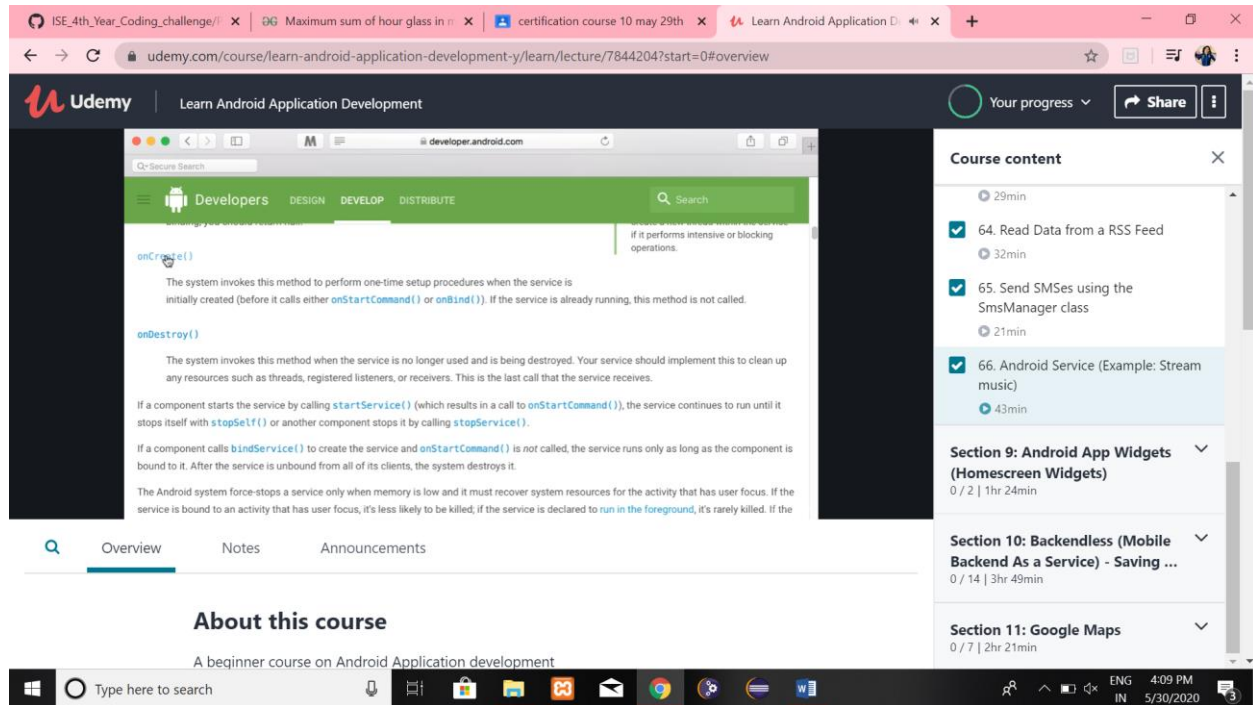 ISE_4th_Year_Coding_challenge/
Maximum sum of hour glass in
certification course 10 may 29th
Learn Android Application D
udemy.com/course/learn-android-application-development-y/learn/lecture/7844204?start=0#overview
Udemy
Learn Android Application Development
Your progress
Share
developer.android.com
Secure Search
Developers DESIGN DEVELOP DISTRIBUTE
Search
if it performs intensive or blocking
operations.
onCreate()
The system invokes this method to perform one-time setup procedures when the service is
initially created (before it calls either onStartCommand() or onBind()). If the service is already running, this method is not called.
onDestroy()
The system invokes this method when the service is no longer used and is being destroyed. Your service should implement this to clean up
any resources such as threads, registered listeners, or receivers. This is the last call that the service receives.
If a component starts the service by calling startService() (which results in a call to onStartCommand()), the service continues to run until it
stops itself with stopSelf() or another component stops it by calling stopService().
If a component calls bindService() to create the service and onStartCommand() is not called, the service runs only as long as the component is
bound to it. After the service is unbound from all of its clients, the system destroys it.
The Android system force-stops a service only when memory is low and it must recover system resources for the activity that has user focus. If the
service is bound to an activity that has user focus, it's less likely to be killed; if the service is declared to run in the foreground, it's rarely killed. If the
Course content
29min
64. Read Data from a RSS Feed
32min
65. Send SMSes using the
SmsManager class
21min
66. Android Service (Example: Stream
music)
43min
Section 9: Android App Widgets
(Homescreen Widgets)
0 / 2 | 1hr 24min
Section 10: Backendless (Mobile
Backend As a Service) - Saving ...
0 / 14 | 3hr 49min
Section 11: Google Maps
0 / 7 | 2hr 21min
Overview Notes Announcements
About this course
A beginner course on Android Application development
Type here to search
ENG
IN
4:09 PM
5/30/2020
3